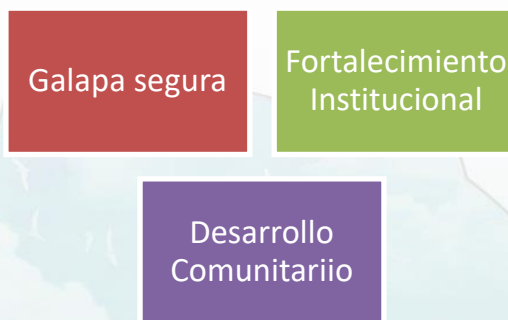 Galapa segura
Fortalecimiento
Institucional
Desarrollo
Comunitariio